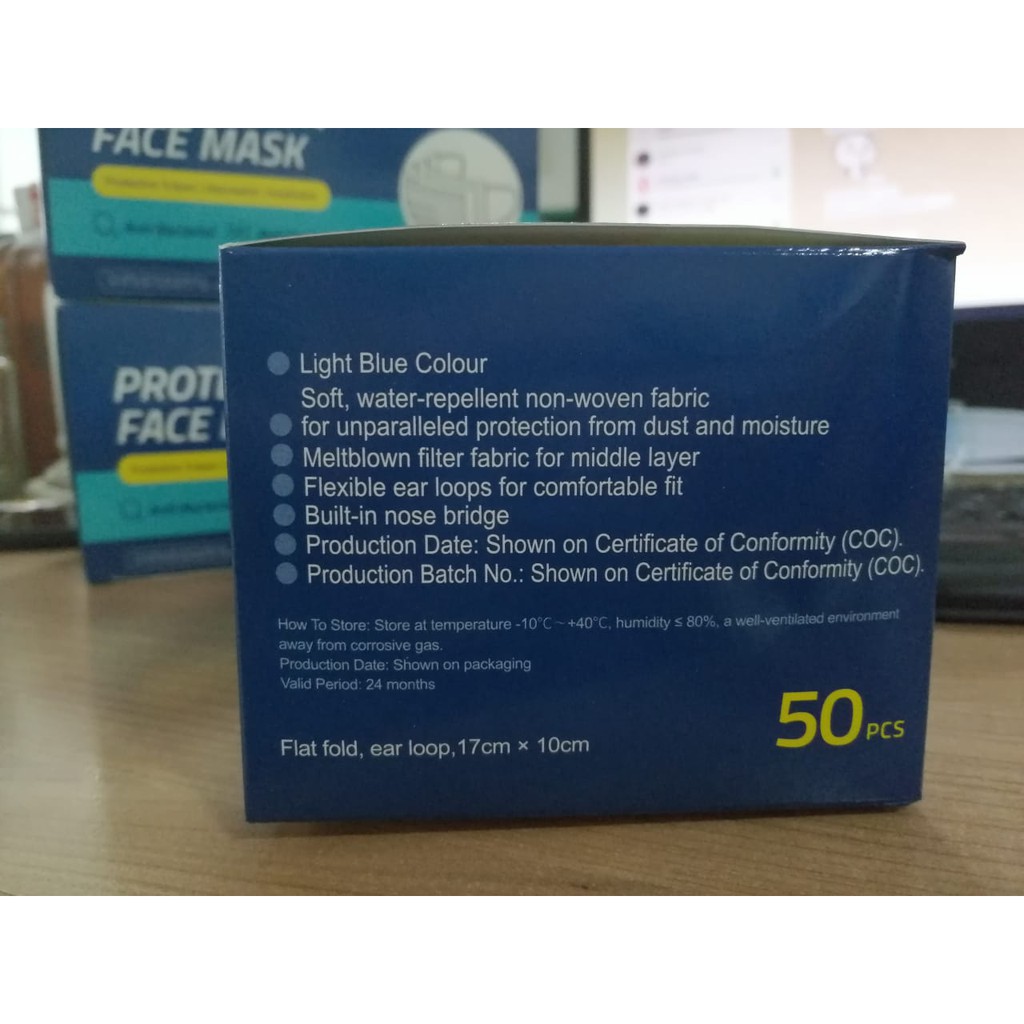 FACE MASK
PROT
FACE
Light Blue Colour
Soft, water-repellent non-woven fabric
for unparalleled protection from dust and moisture
Meltblown filter fabric for middle layer
Flexible ear loops for comfortable fit
Built-in nose bridge
Production Date: Shown on Certificate of Conformity (COC).
Production Batch No.: Shown on Certificate of Conformity (COC).
How To Store: Store at temperature -10℃ ~ +40℃, humidity ≤ 80%, a well-ventilated environment
away from corrosive gas.
Production Date: Shown on packaging
Valid Period: 24 months
50 PCS
Flat fold, ear loop,17cm × 10cm